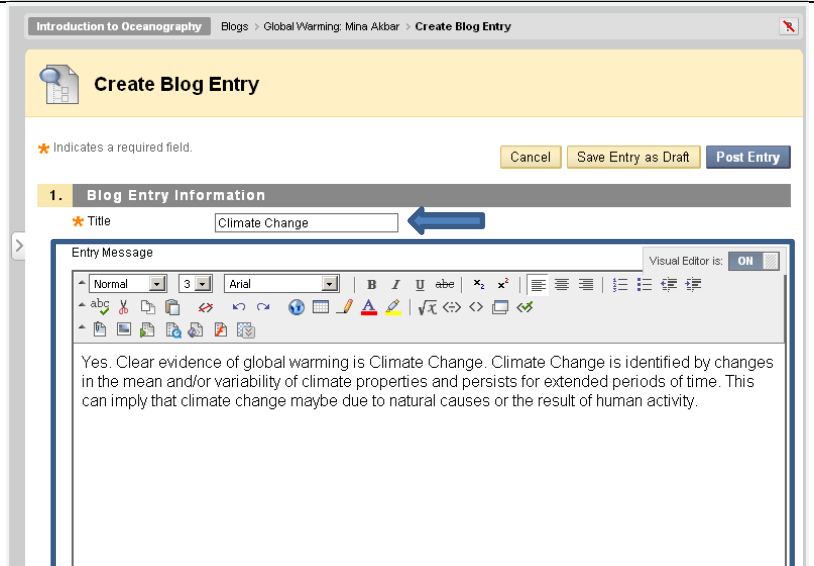 Introduction to Oceanography Blogs > Global Warming: Mina Akbar > Create Blog Entry
Create Blog Entry
Indicates a required field.
Cancel Save Entry as Draft Post Entry
1. Blog Entry Information
Title Climate Change
Entry Message
Visual Editor is: ON
Normal 3 Arial B I U abc x₂ x²
abc
Yes. Clear evidence of global warming is Climate Change. Climate Change is identified by changes
in the mean and/or variability of climate properties and persists for extended periods of time. This
can imply that climate change maybe due to natural causes or the result of human activity.